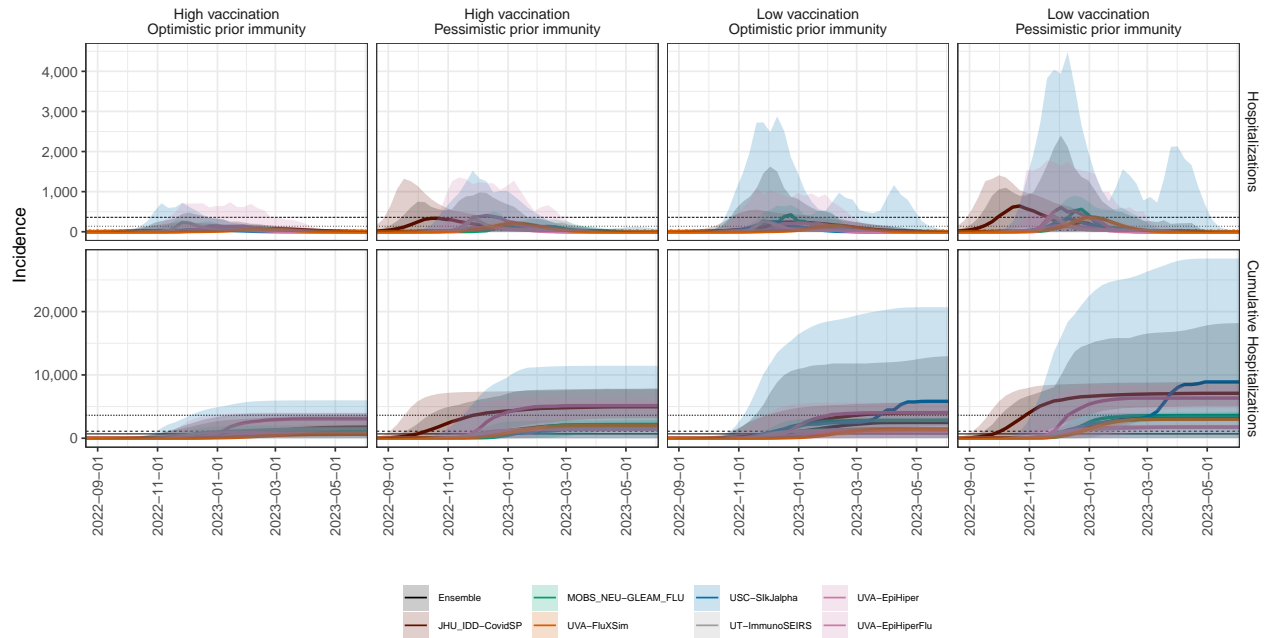 High vaccination
Optimistic prior immunity
High vaccination
Pessimistic prior immunity
Low vaccination
Optimistic prior immunity
Low vaccination
Pessimistic prior immunity
Incidence
4,000
3,000
2,000
1,000
0
Hospitalizations
20,000
10,000
0
Cumulative Hospitalizations
2022−09−01
2022−11−01
2023−01−01
2023−03−01
2023−05−01
2022−09−01
2022−11−01
2023−01−01
2023−03−01
2023−05−01
2022−09−01
2022−11−01
2023−01−01
2023−03−01
2023−05−01
2022−09−01
2022−11−01
2023−01−01
2023−03−01
2023−05−01
Ensemble
MOBS_NEU−GLEAM_FLU
USC−SIkJalpha
UVA−EpiHiper
JHU_IDD−CovidSP
UVA−FluXSim
UT−ImmunoSEIRS
UVA−EpiHiperFlu